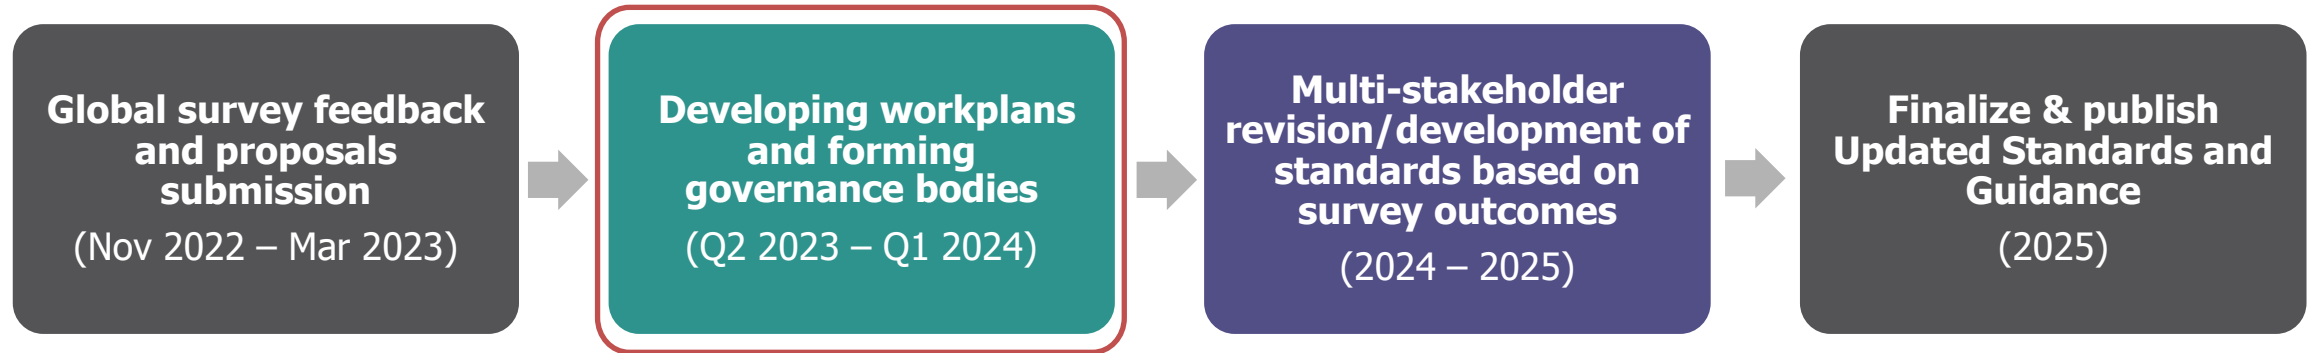 Global survey feedback
and proposals
submission
(Nov 2022 – Mar 2023)
Developing workplans
and forming
governance bodies
(Q2 2023 – Q1 2024)
Multi-stakeholder
revision/development of
standards based on
survey outcomes
(2024 – 2025)
Finalize & publish
Updated Standards and
Guidance
(2025)